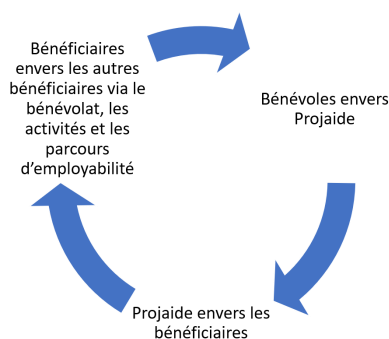 Bénéficiaires
envers les autres
bénéficiaires via le
bénévolat, les
activités et les
parcours
d’employabilité
Bénévoles envers
Projaide
Projaide envers les
bénéficiaires